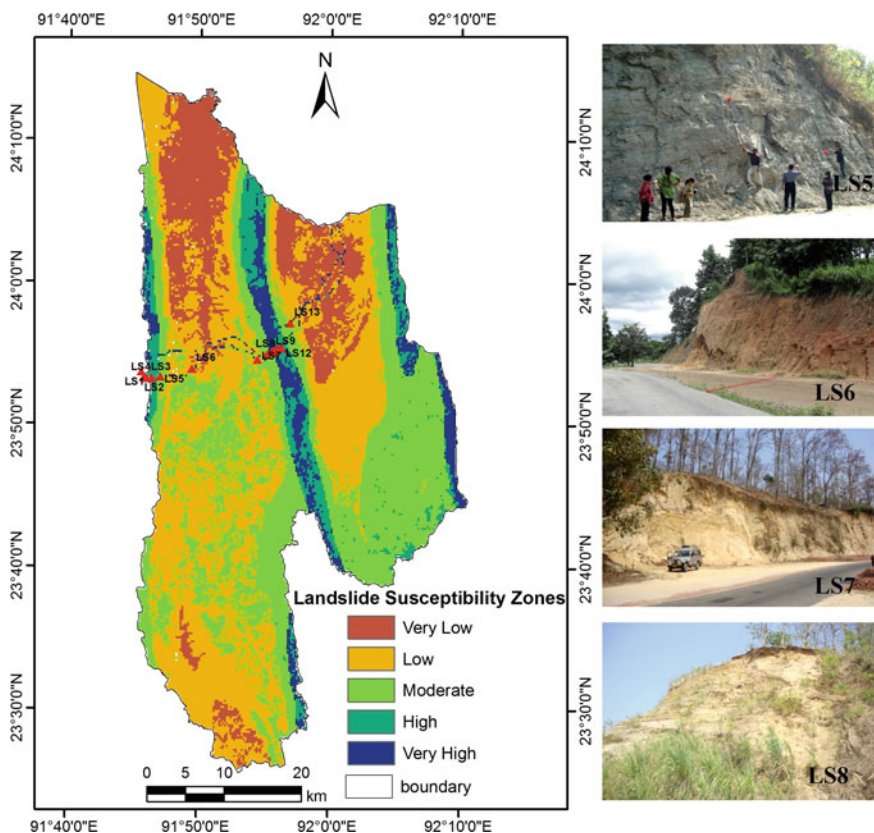 91°40'0"E 91°50'0"E 92°0'0"E 92°10'0"E
N
24°10'0"N 24°10'0"N
24°0'0"N 24°0'0"N
23°50'0"N 23°50'0"N
23°40'0"N 23°40'0"N
23°30'0"N 23°30'0"N
LS13
LS9
LS8
LS7 LS12
LS6
LS4 LS3
LS1 LS5
LS2
Landslide Susceptibility Zones
Very Low
Low
Moderate
High
Very High
boundary
0 5 10 20
km
91°40'0"E 91°50'0"E 92°0'0"E 92°10'0"E
LS5
LS6
LS7
LS8